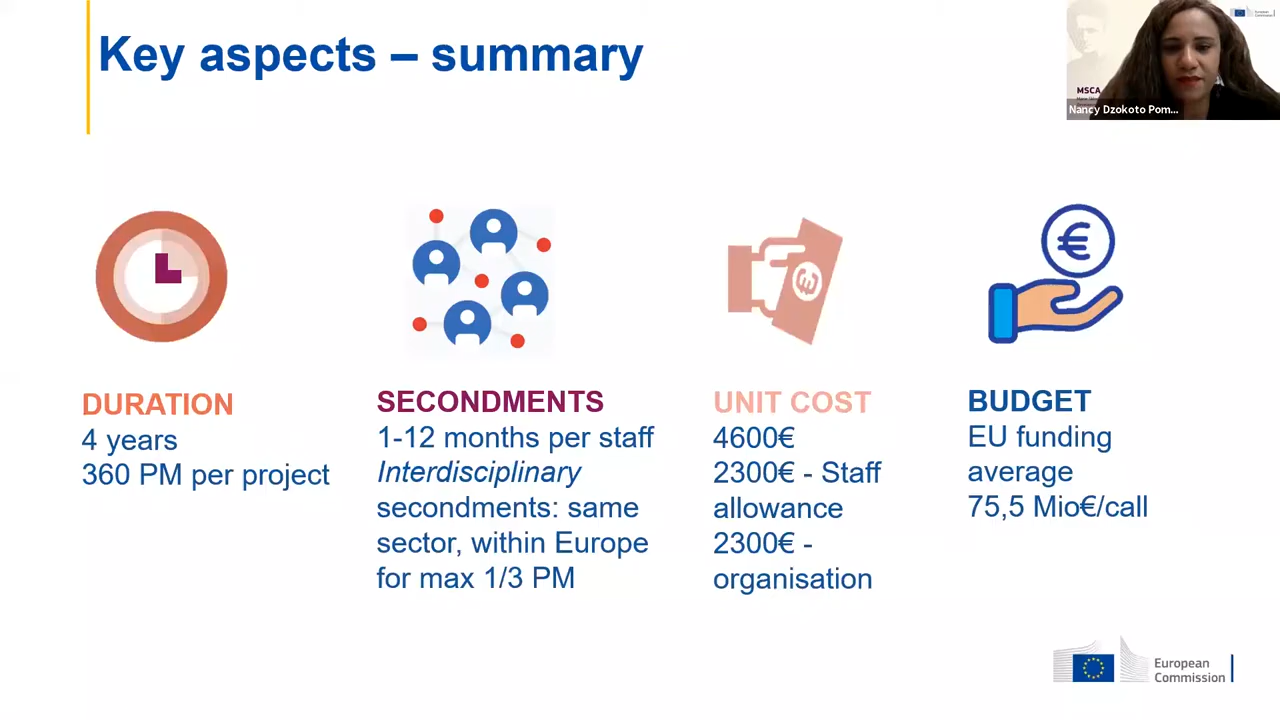 Key aspects – summary
European
Commission
MSCA
Nancy Dzokoto Pom...
DURATION
4 years
360 PM per project
SECONDMENTS
1-12 months per staff
Interdisciplinary
secondments: same
sector, within Europe
for max 1/3 PM
UNIT COST
4600€
2300€ - Staff
allowance
2300€ -
organisation
€
BUDGET
EU funding
average
75,5 Mio€/call
European
Commission